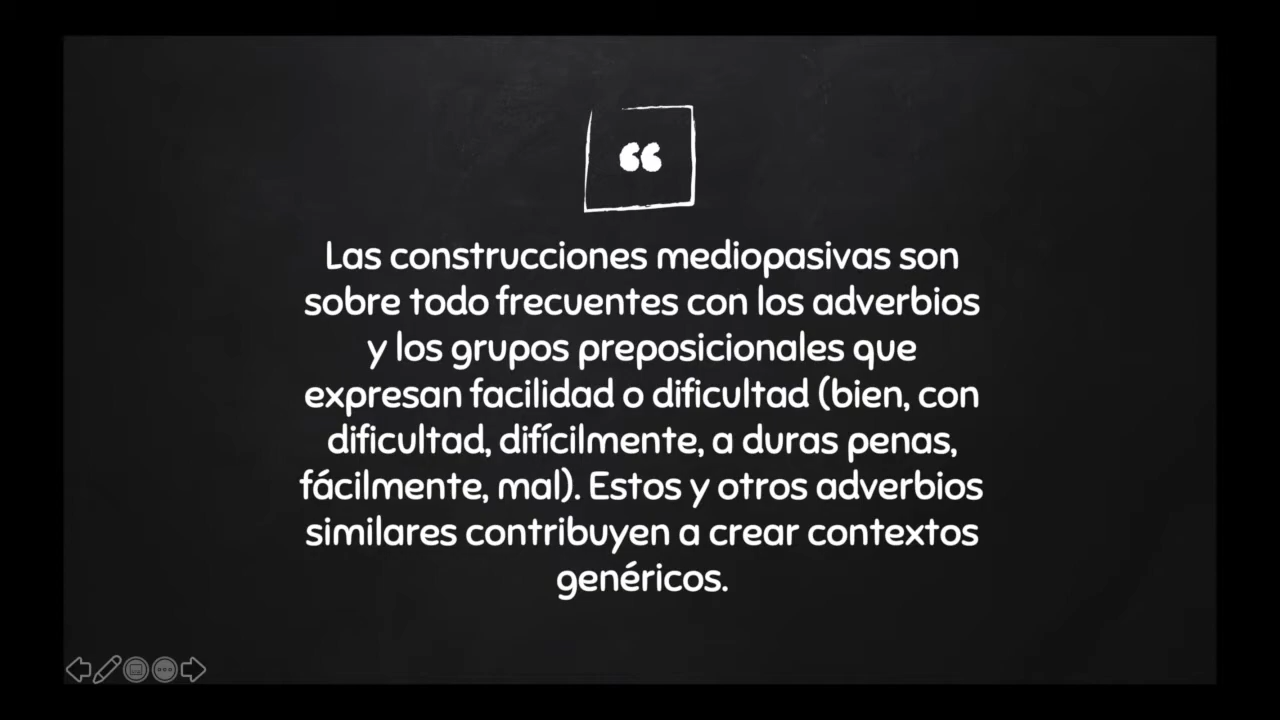 “
Las construcciones mediopasivas son
sobre todo frecuentes con los adverbios
y los grupos preposicionales que
expresan facilidad o dificultad (bien, con
dificultad, difícilmente, a duras penas,
fácilmente, mal). Estos y otros adverbios
similares contribuyen a crear contextos
genéricos.